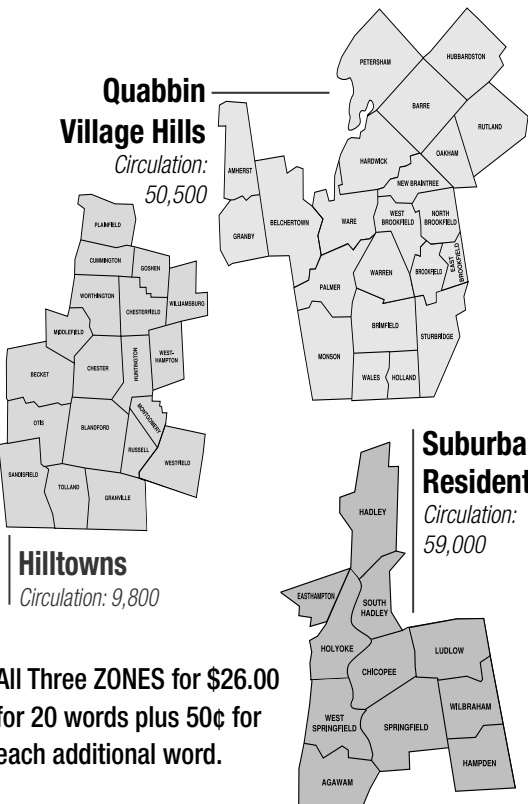 Quabbin
Village Hills
Circulation:
50,500
PETERSHAM
HUBBARDSTON
BARRE
RUTLAND
OAKHAM
HARDWICK
NEW BRAINTREE
AMHERST
BELCHERTOWN
GRANBY
WARE
WEST
BROOKFIELD
NORTH
BROOKFIELD
EAST
BROOKFIELD
BROOKFIELD
WARREN
PALMER
BRIMFIELD
STURBRIDGE
MONSON
WALES
HOLLAND
PLAINFIELD
CUMMINGTON
GOSHEN
WORTHINGTON
CHESTERFIELD
WILLIAMSBURG
MIDDLEFIELD
WEST-
HAMPTON
HUNTINGTON
CHESTER
BECKET
MONTGOMERY
OTIS
BLANDFORD
RUSSELL
WESTFIELD
SANDISFIELD
TOLLAND
GRANVILLE
Hilltowns
Circulation: 9,800
Suburba
Resident
Circulation:
59,000
HADLEY
EASTHAMPTON
SOUTH
HADLEY
HOLYOKE
LUDLOW
CHICOPEE
WEST
SPRINGFIELD
SPRINGFIELD
WILBRAHAM
HAMPDEN
AGAWAM
All Three ZONES for $26.00
for 20 words plus 50¢ for
each additional word.